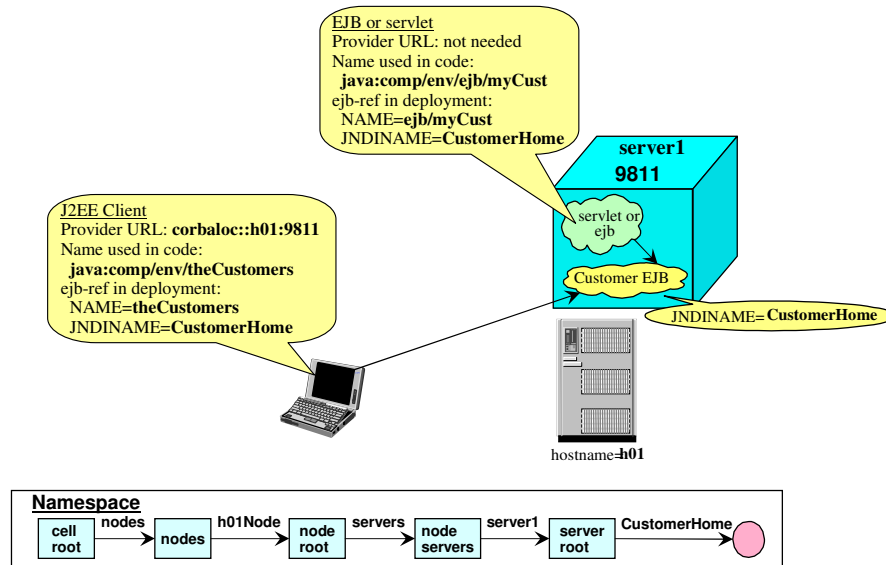 EJB or servlet
Provider URL: not needed
Name used in code:
java:comp/env/ejb/myCust
ejb-ref in deployment:
NAME=ejb/myCust
JNDINAME=CustomerHome
server1
9811
servlet or
ejb
Customer EJB
JNDINAME= CustomerHome
J2EE Client
Provider URL: corbaloc::h01:9811
Name used in code:
java:comp/env/theCustomers
ejb-ref in deployment:
NAME=theCustomers
JNDINAME=CustomerHome
hostname=h01
Namespace
cell
root
nodes
nodes
h01Node
node
root
servers
node
servers
server1
server
root
CustomerHome